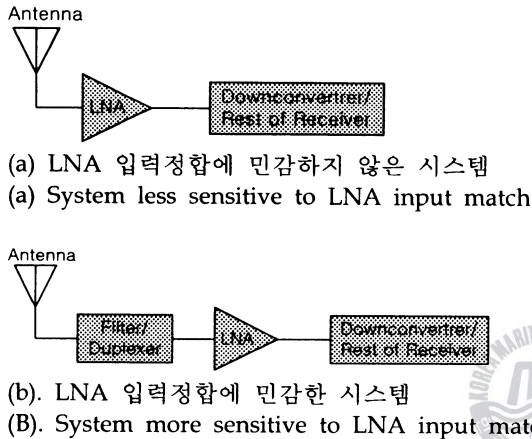 Antenna
LNA
Downconvertrer/
Rest of Receiver
(a) LNA 입력정합에 민감하지 않은 시스템
(a) System less sensitive to LNA input match
Antenna
Filter/
Duplexer
LNA
Downconvertrer/
Rest of Receiver
(b). LNA 입력정합에 민감한 시스템
(B). System more sensitive to LNA input mat